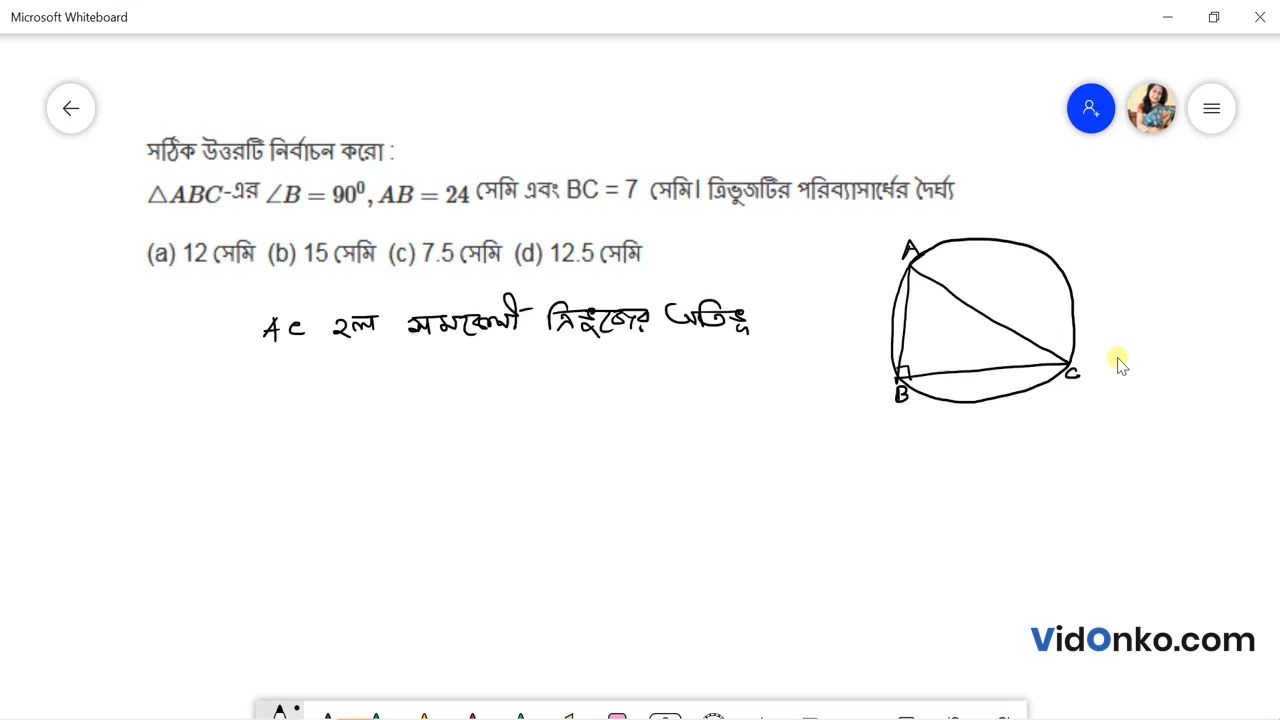 Microsoft Whiteboard
সঠিক উত্তরটি নির্বাচন করো :
△ABC-এর ∠B = 90⁰, AB = 24 সেমি এবং BC = 7 সেমি। ত্রিভুজটির পরিব্যাসার্ধের দৈর্ঘ্য
(a) 12 সেমি (b) 15 সেমি (c) 7.5 সেমি (d) 12.5 সেমি
A
AC হল সমকোণী ত্রিভুজের অতিভূ
C
B
VidOnko.com